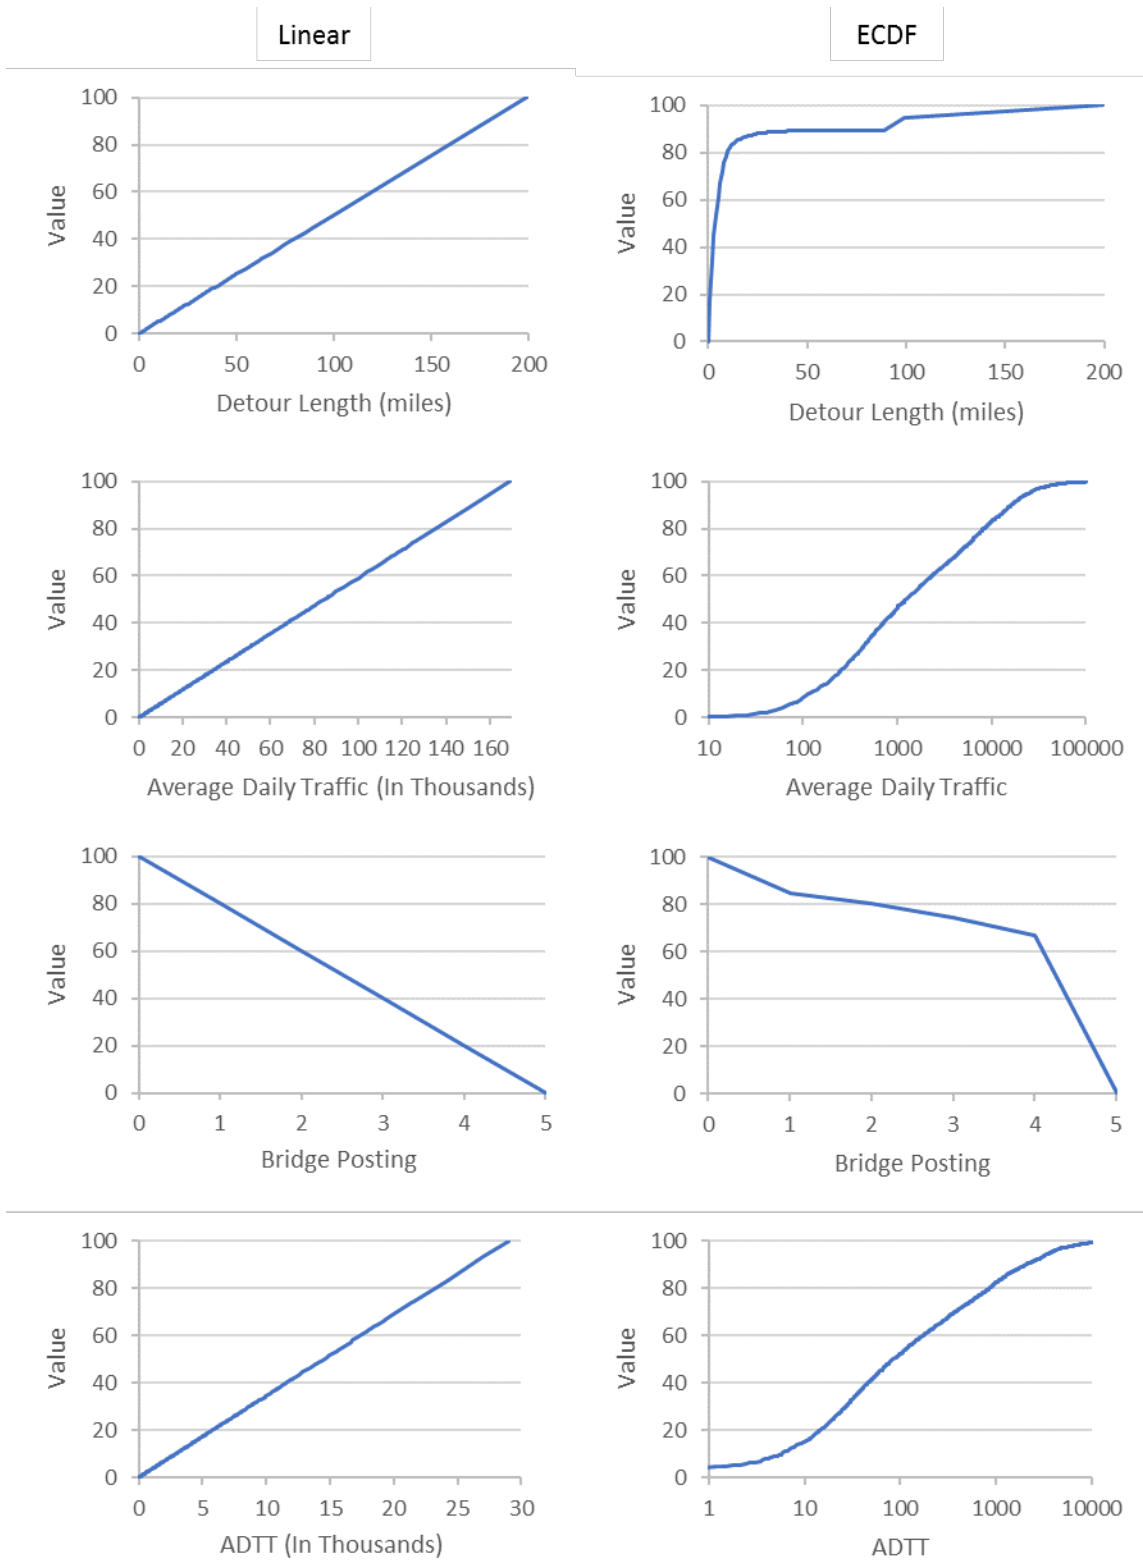 Linear
ECDF
100
80
60
40
20
0
Value
0 50 100 150 200
Detour Length (miles)
100
80
60
40
20
0
Value
0 50 100 150 200
Detour Length (miles)
100
80
60
40
20
0
Value
0 20 40 60 80 100 120 140 160
Average Daily Traffic (In Thousands)
100
80
60
40
20
0
Value
10 100 1000 10000 100000
Average Daily Traffic
100
80
60
40
20
0
Value
0 1 2 3 4 5
Bridge Posting
100
80
60
40
20
0
Value
0 1 2 3 4 5
Bridge Posting
100
80
60
40
20
0
Value
0 5 10 15 20 25 30
ADTT (In Thousands)
100
80
60
40
20
0
Value
1 10 100 1000 10000
ADTT